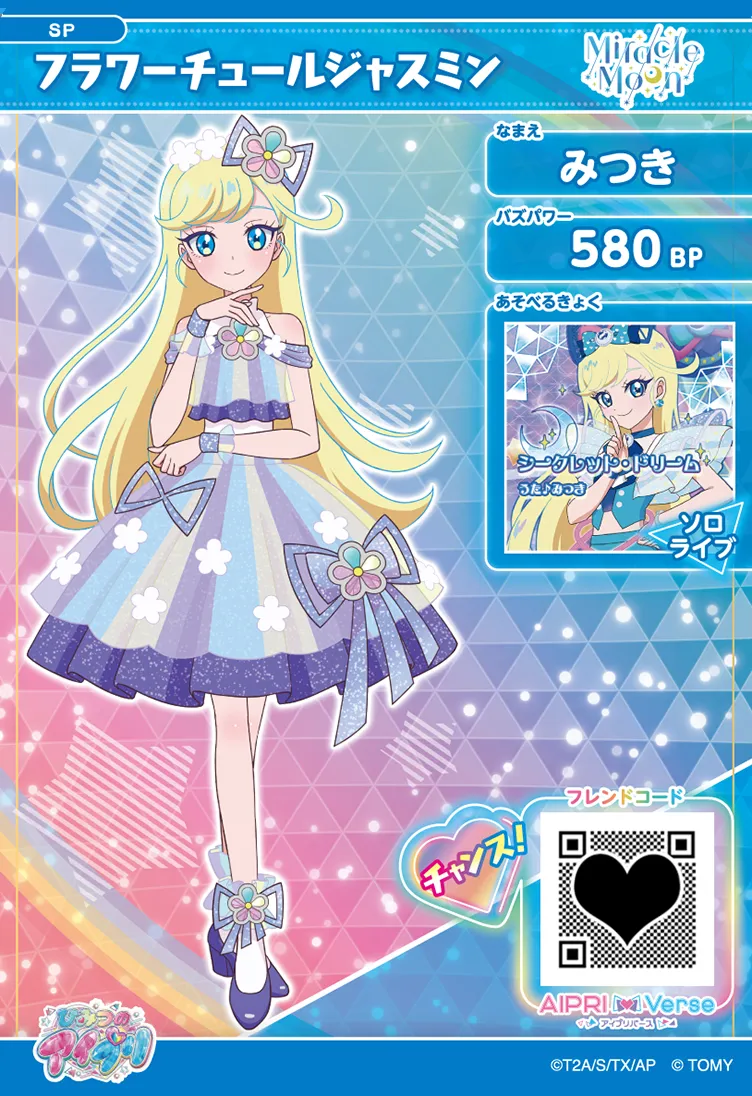 SP
フラワーチュールジャスミン
Miracle
Moon
なまえ
みつき
バズパワー
580 BP
あそべるきょく
シークレット・ドリーム
うた♪みつき
ソロ
ライブ
フレンドコード
チャンス!
AIPRI Verse
アイプリバース
ひみつの
アイプリ
©T2A/S/TX/AP © TOMY